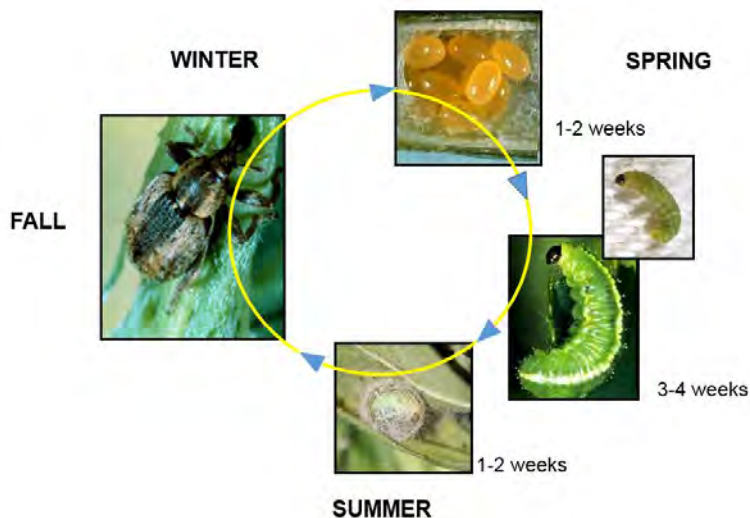 WINTER
SPRING
1-2 weeks
FALL
3-4 weeks
1-2 weeks
SUMMER